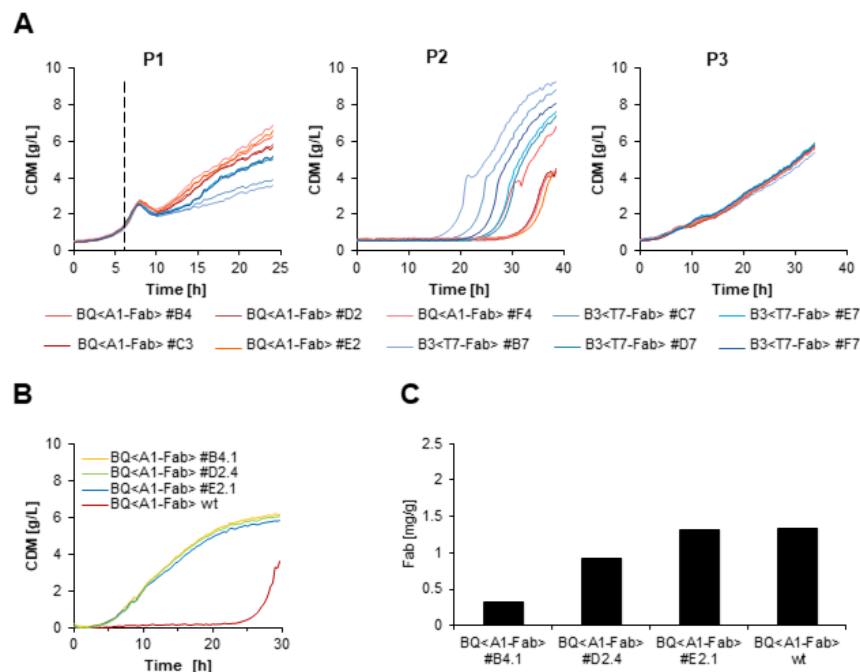 A
P1
P2
P3
CDM [g/L]
10
8
6
4
2
0
0 5 10 15 20 25
Time [h]
CDM [g/L]
10
8
6
4
2
0
0 10 20 30 40
Time [h]
CDM [g/L]
10
8
6
4
2
0
0 10 20 30 40
Time [h]
BQ<A1-Fab> #B4 BQ<A1-Fab> #D2 BQ<A1-Fab> #F4 B3<T7-Fab> #C7 B3<T7-Fab> #E7
BQ<A1-Fab> #C3 BQ<A1-Fab> #E2 B3<T7-Fab> #B7 B3<T7-Fab> #D7 B3<T7-Fab> #F7
B
CDM [g/L]
10
8
6
4
2
0
BQ<A1-Fab> #B4.1
BQ<A1-Fab> #D2.4
BQ<A1-Fab> #E2.1
BQ<A1-Fab> wt
0 10 20 30
Time [h]
C
Fab [mg/g]
2.5
2
1.5
1
0.5
0
BQ<A1-Fab> BQ<A1-Fab> BQ<A1-Fab> BQ<A1-Fab>
#B4.1 #D2.4 #E2.1 wt